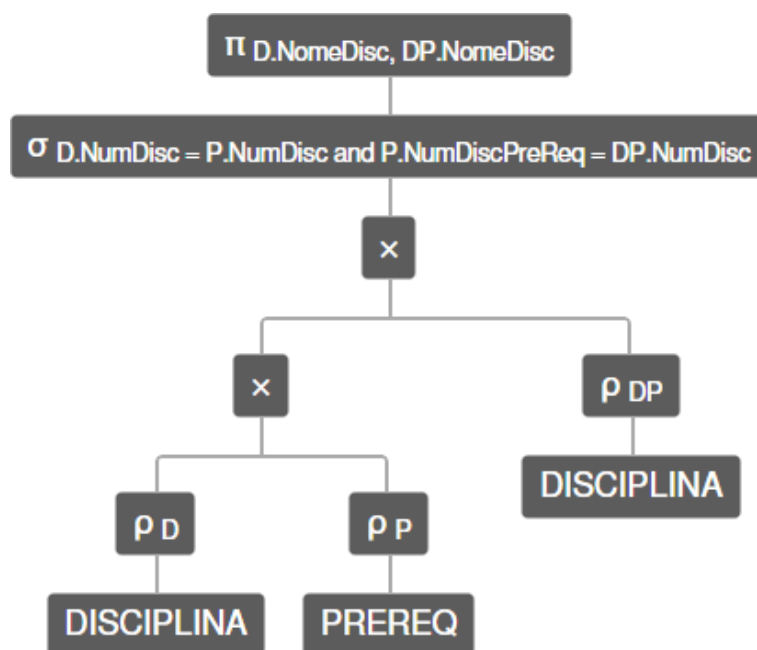 π D.NomeDisc, DP.NomeDisc
σ D.NumDisc = P.NumDisc and P.NumDiscPreReq = DP.NumDisc
×
×
ρ DP
DISCIPLINA
ρ D
ρ P
DISCIPLINA
PREREQ